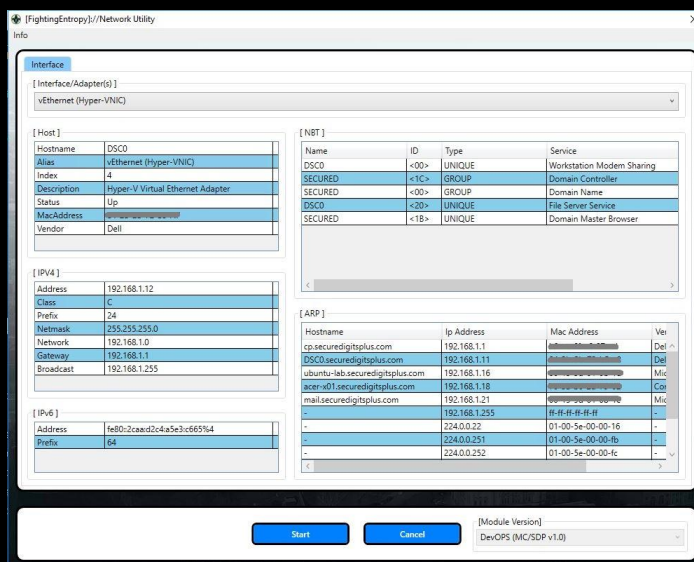 [FightingEntropy]://Network Utility
Info
Interface
[ Interface/Adapter(s) ]
vEthernet (Hyper-VNIC)
[ Host ]
Hostname DSC0
Alias vEthernet (Hyper-VNIC)
Index 4
Description Hyper-V Virtual Ethernet Adapter
Status Up
MacAddress
Vendor Dell
[ NBT ]
Name ID Type Service
DSC0 <00> UNIQUE Workstation Modem Sharing
SECURED <1C> GROUP Domain Controller
SECURED <00> GROUP Domain Name
DSC0 <20> UNIQUE File Server Service
SECURED <1B> UNIQUE Domain Master Browser
[ IPV4 ]
Address 192.168.1.12
Class C
Prefix 24
Netmask 255.255.255.0
Network 192.168.1.0
Gateway 192.168.1.1
Broadcast 192.168.1.255
[ ARP ]
Hostname Ip Address Mac Address Ve
cp.securedigitsplus.com 192.168.1.1 Del
DSC0.securedigitsplus.com 192.168.1.11 Del
ubuntu-lab.securedigitsplus.com 192.168.1.16 Mic
acer-x01.securedigitsplus.com 192.168.1.18 Co
mail.securedigitsplus.com 192.168.1.21 Mic
- 192.168.1.255 ff-ff-ff-ff-ff-ff -
- 224.0.0.22 01-00-5e-00-00-16 -
- 224.0.0.251 01-00-5e-00-00-fb -
- 224.0.0.252 01-00-5e-00-00-fc -
[ IPv6 ]
Address fe80::2caa:d2c4:a5e3:c665%4
Prefix 64
Start
Cancel
[Module Version]
DevOPS (MC/SDP v1.0)